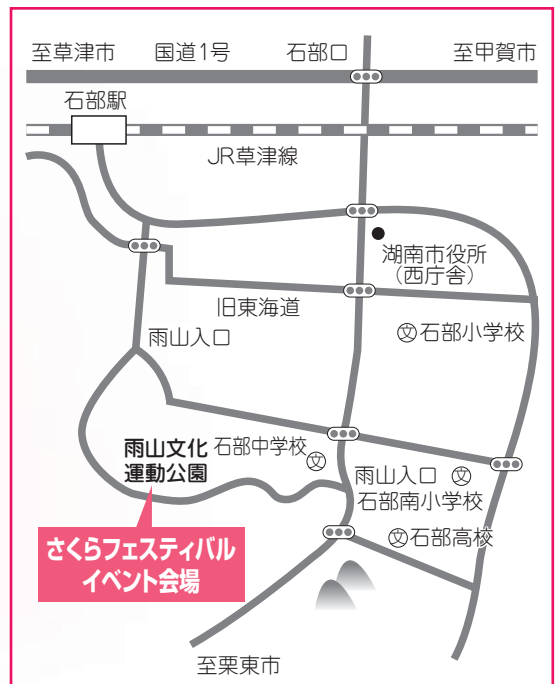 至草津市
国道1号
石部口
至甲賀市
石部駅
JR草津線
湖南市役所
(西庁舎)
旧東海道
文石部小学校
雨山入口
雨山文化
運動公園
石部中学校
文
雨山入口 文
石部南小学校
文石部高校
さくらフェスティバル
イベント会場
至栗東市